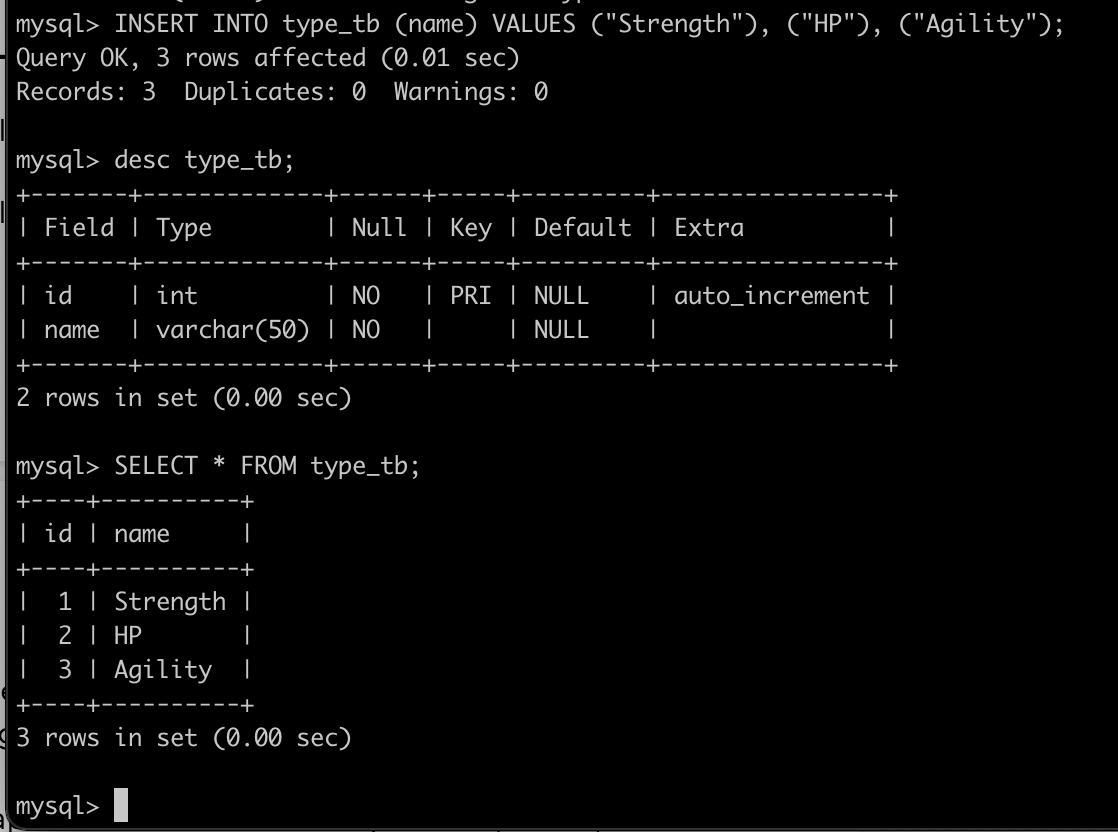 mysql> INSERT INTO type_tb (name) VALUES ("Strength"), ("HP"), ("Agility");
Query OK, 3 rows affected (0.01 sec)
Records: 3  Duplicates: 0  Warnings: 0
mysql> desc type_tb;
+-------+-------------+------+-----+---------+----------------+
| Field | Type        | Null | Key | Default | Extra          |
+-------+-------------+------+-----+---------+----------------+
| id    | int         | NO   | PRI | NULL    | auto_increment |
| name  | varchar(50) | NO   |     | NULL    |                |
+-------+-------------+------+-----+---------+----------------+
2 rows in set (0.00 sec)
mysql> SELECT * FROM type_tb;
+----+----------+
| id | name     |
+----+----------+
|  1 | Strength |
|  2 | HP       |
|  3 | Agility  |
+----+----------+
3 rows in set (0.00 sec)
mysql>